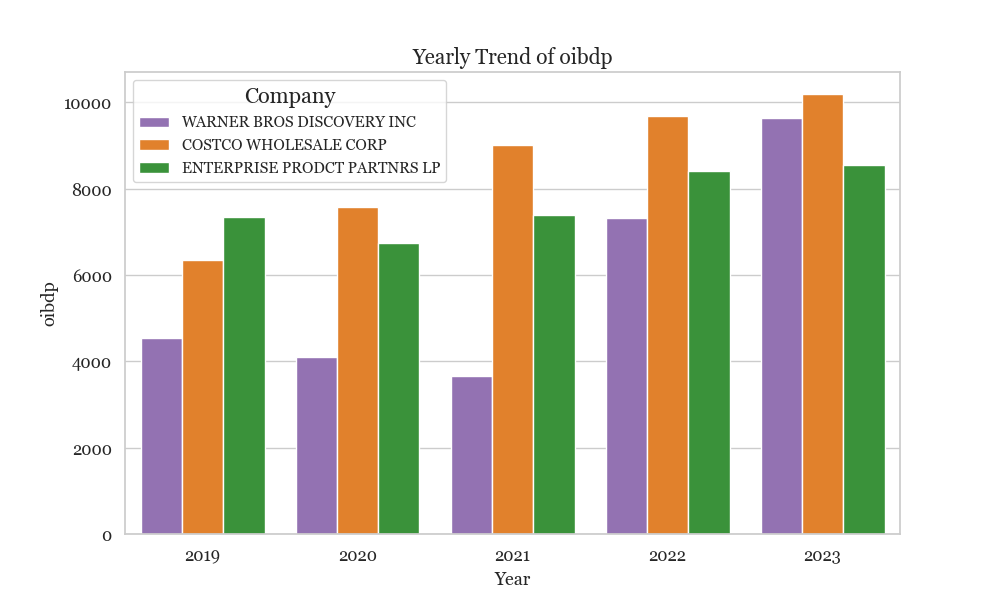 Yearly Trend of oibdp
Company
WARNER BROS DISCOVERY INC
COSTCO WHOLESALE CORP
ENTERPRISE PRODCT PARTNRS LP
10000
8000
6000
4000
2000
0
oibdp
2019 2020 2021 2022 2023
Year